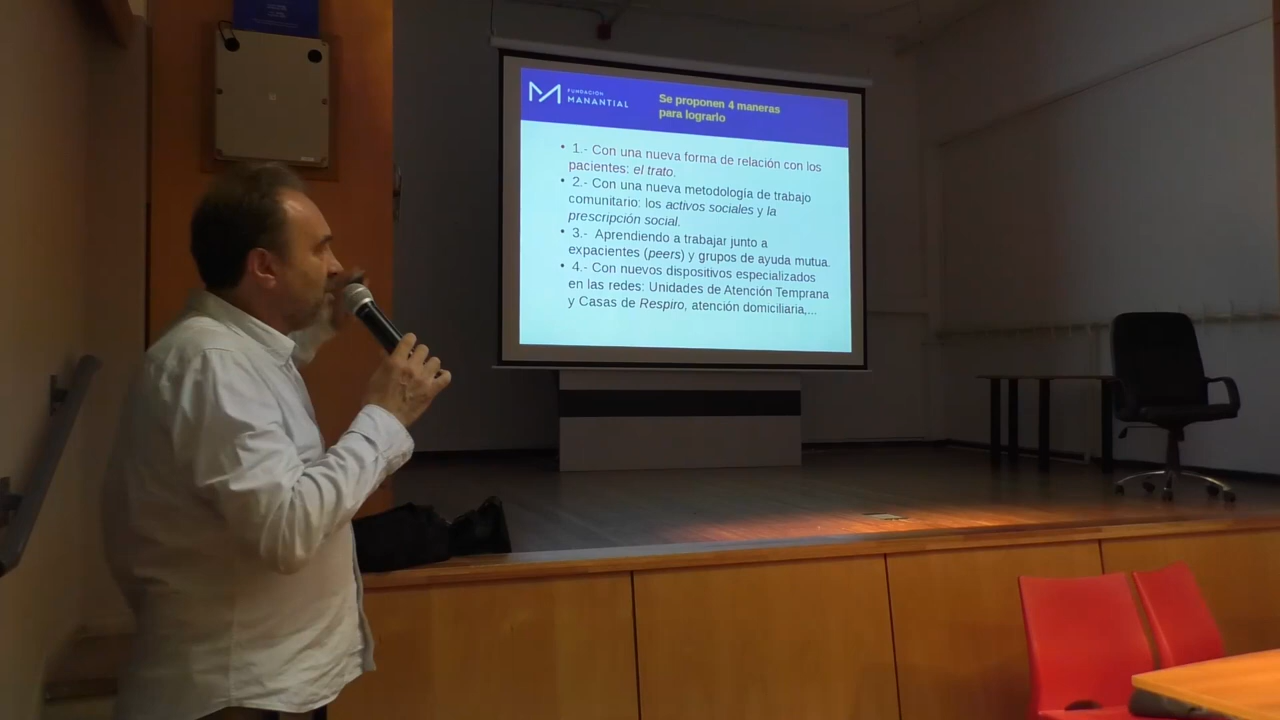 FUNDACIÓN
MANANTIAL
Se proponen 4 maneras
para lograrlo
• 1.- Con una nueva forma de relación con los
pacientes: el trato.
• 2.- Con una nueva metodología de trabajo
comunitario: los activos sociales y la
prescripción social.
• 3.- Aprendiendo a trabajar junto a
expacientes (peers) y grupos de ayuda mutua.
• 4.- Con nuevos dispositivos especializados
en las redes: Unidades de Atención Temprana
y Casas de Respiro, atención domiciliaria,...